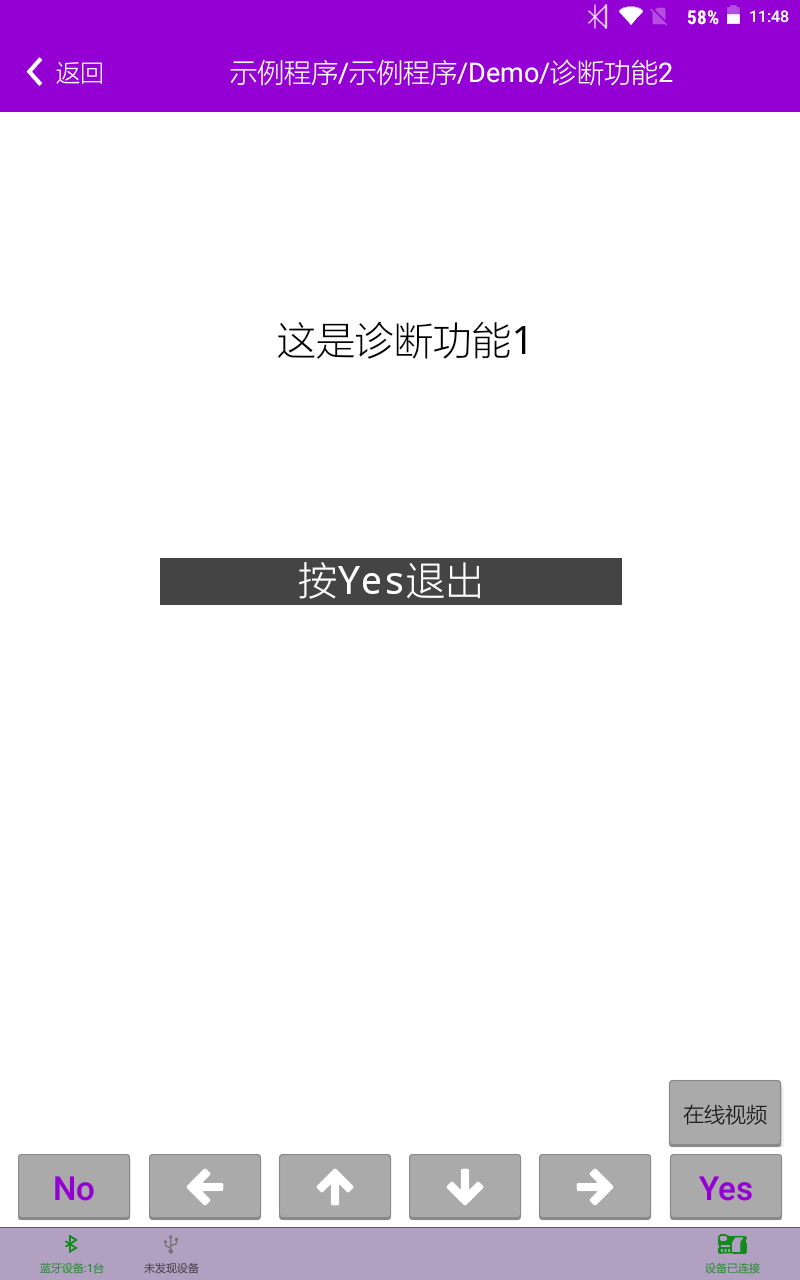 58% 11:48
返回 示例程序/示例程序/Demo/诊断功能2
这是诊断功能1
按Yes退出
在线视频
No Yes
蓝牙设备:1台 未发现设备 设备已连接